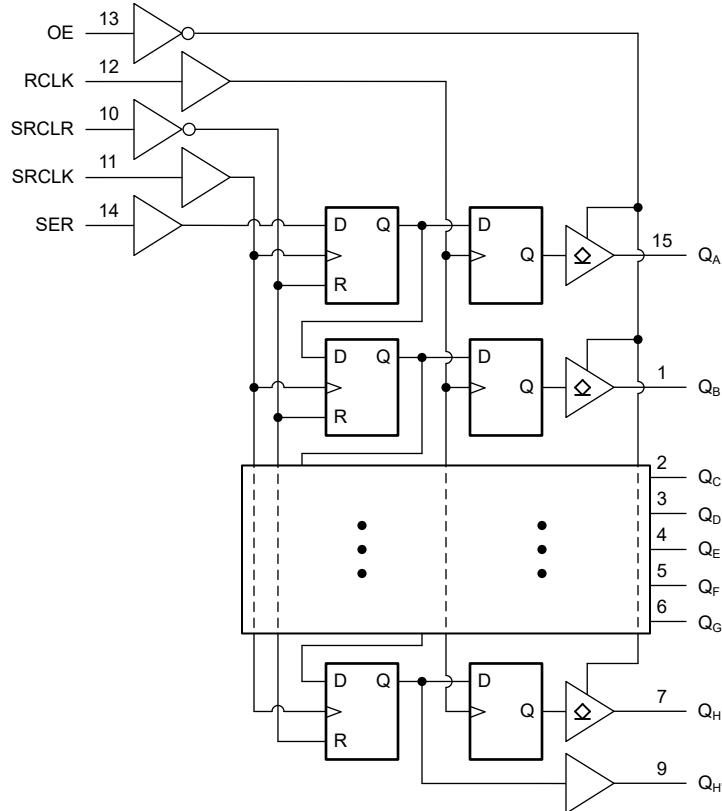 OE 13
RCLK 12
SRCLR 10
SRCLK 11
SER 14
D Q D
Q 15 QA
R
D Q D
Q 1 QB
R
2 QC
3 QD
4 QE
5 QF
6 QG
D Q D
Q 7 QH
R
9 QH